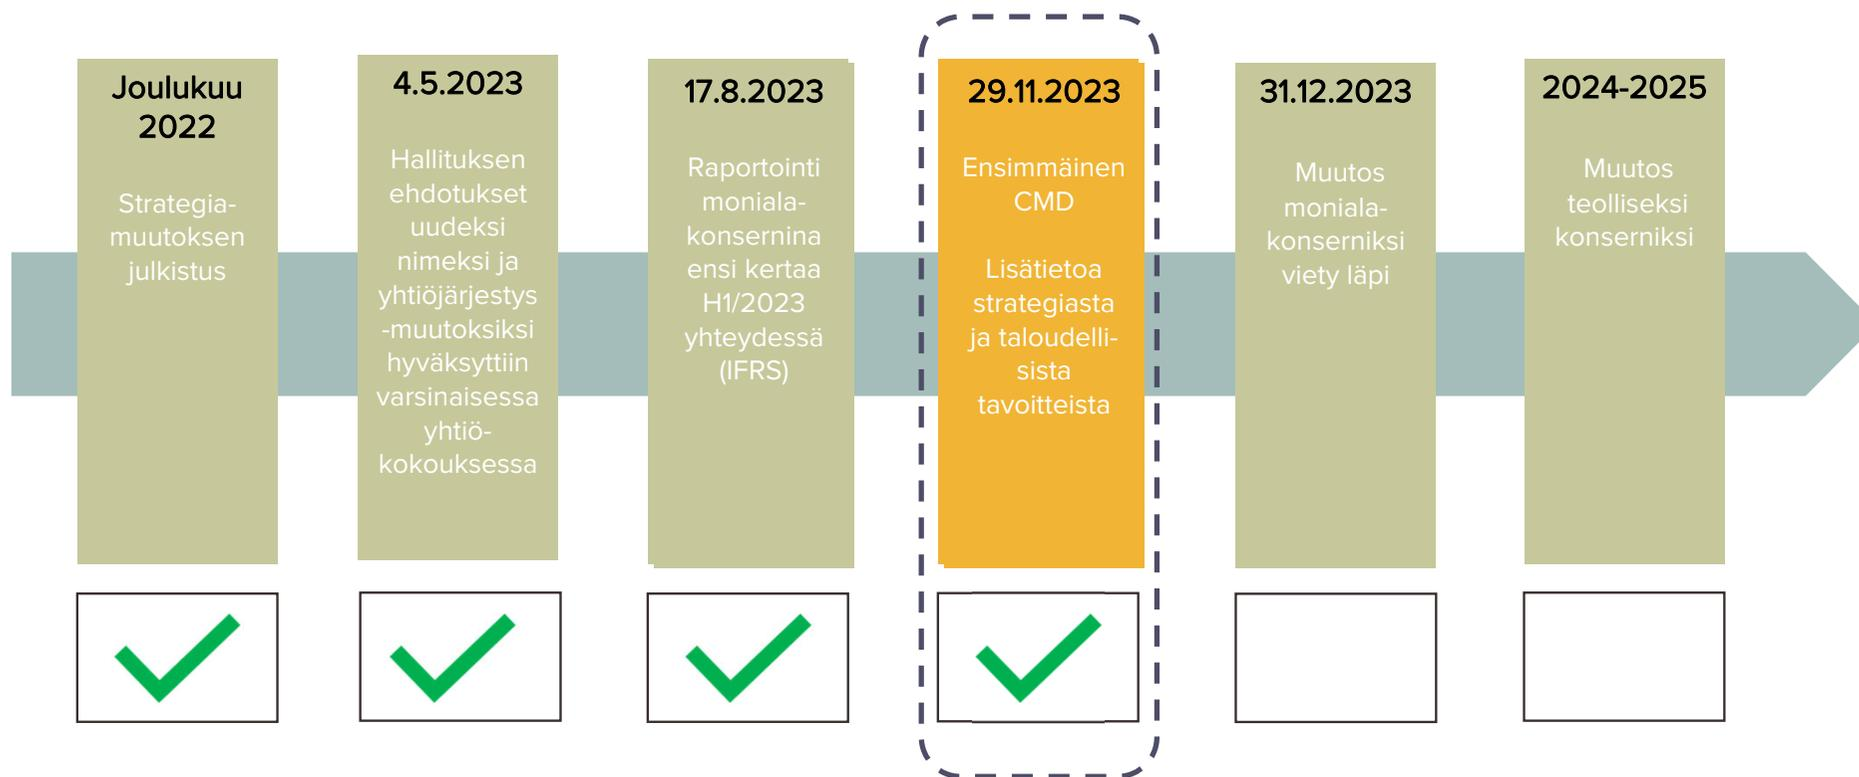 Joulukuu
2022
Strategia-
muutoksen
julkistus
4.5.2023
Hallituksen
ehdotukset
uudeksi
nimeksi ja
yhtiöjärjestys
-muutoksiksi
hyväksyttiin
varsinaisessa
yhtiö-
kokouksessa
17.8.2023
Raportointi
moniala-
konsernina
ensi kertaa
H1/2023
yhteydessä
(IFRS)
29.11.2023
Ensimmäinen
CMD
Lisätietoa
strategiasta
ja taloudelli-
sista
tavoitteista
31.12.2023
Muutos
moniala-
konserniksi
viety läpi
2024-2025
Muutos
teolliseksi
konserniksi